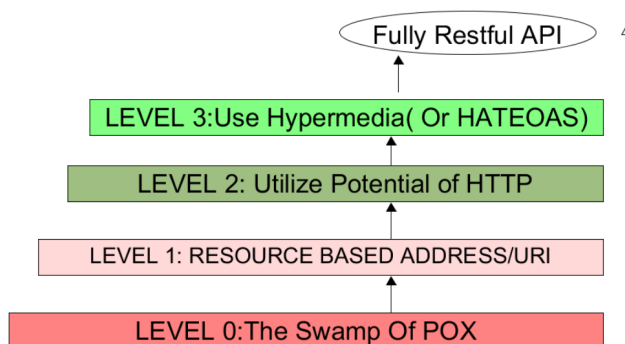 Fully Restful API
LEVEL 3:Use Hypermedia( Or HATEOAS)
LEVEL 2: Utilize Potential of HTTP
LEVEL 1: RESOURCE BASED ADDRESS/URI
LEVEL 0:The Swamp Of POX